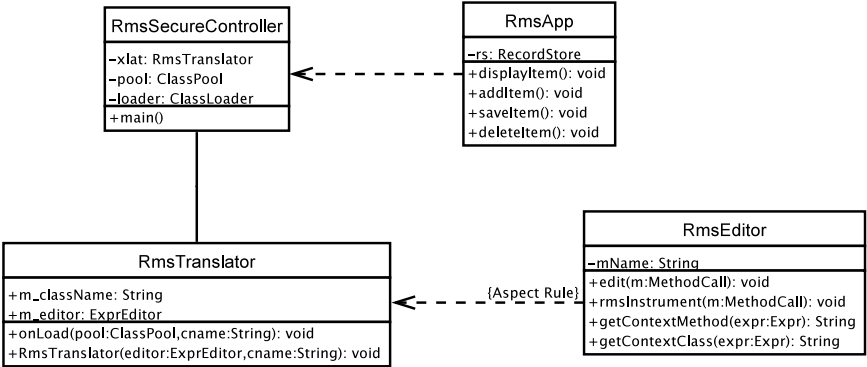 RmsSecureController
-xlat: RmsTranslator
-pool: ClassPool
-loader: ClassLoader
+main()
RmsApp
-rs: RecordStore
+displayItem(): void
+addItem(): void
+saveItem(): void
+deleteItem(): void
RmsTranslator
+m_className: String
+m_editor: ExprEditor
+onLoad(pool:ClassPool,cname:String): void
+RmsTranslator(editor:ExprEditor,cname:String): void
{Aspect Rule}
RmsEditor
-mName: String
+edit(m:MethodCall): void
+rmsInstrument(m:MethodCall): void
+getContextMethod(expr:Expr): String
+getContextClass(expr:Expr): String